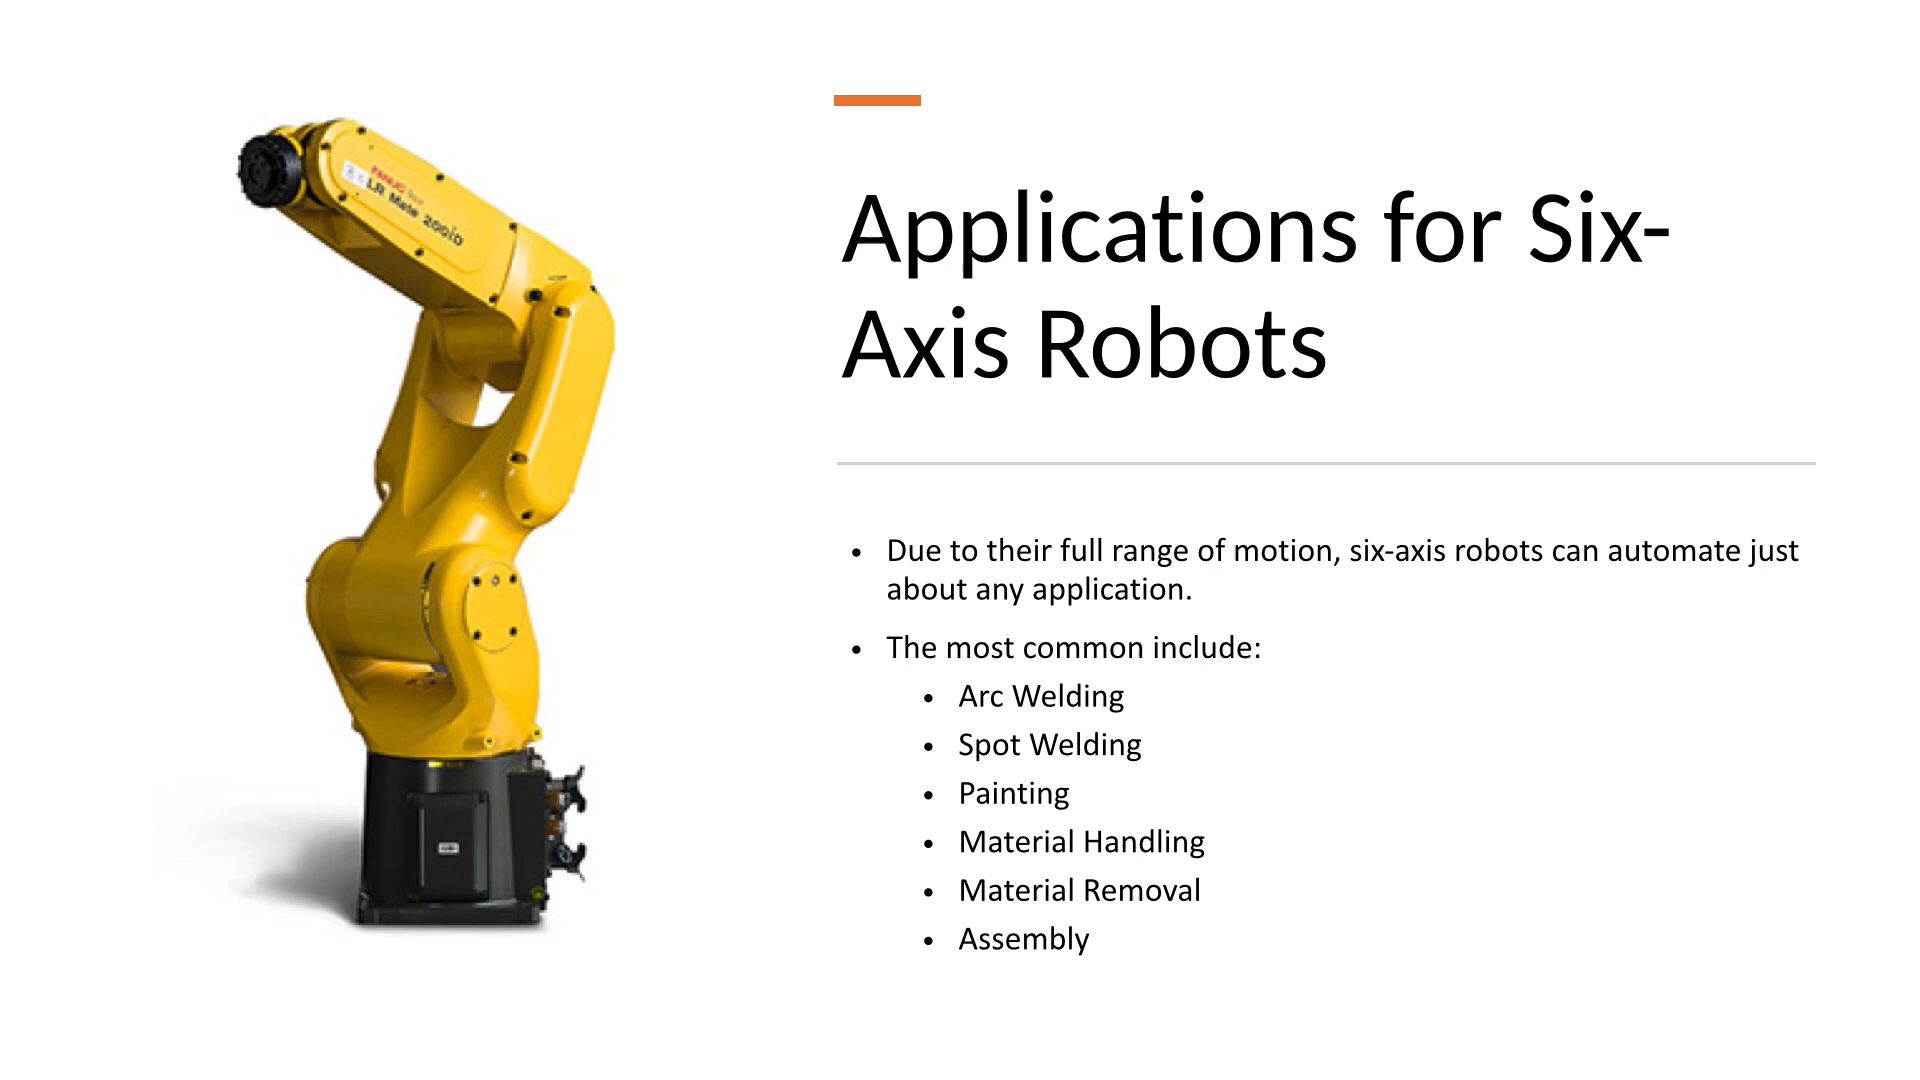 FANUC Robot
LR Mate 200iD
Applications for Six-
Axis Robots
• Due to their full range of motion, six-axis robots can automate just
about any application.
• The most common include:
• Arc Welding
• Spot Welding
• Painting
• Material Handling
• Material Removal
• Assembly